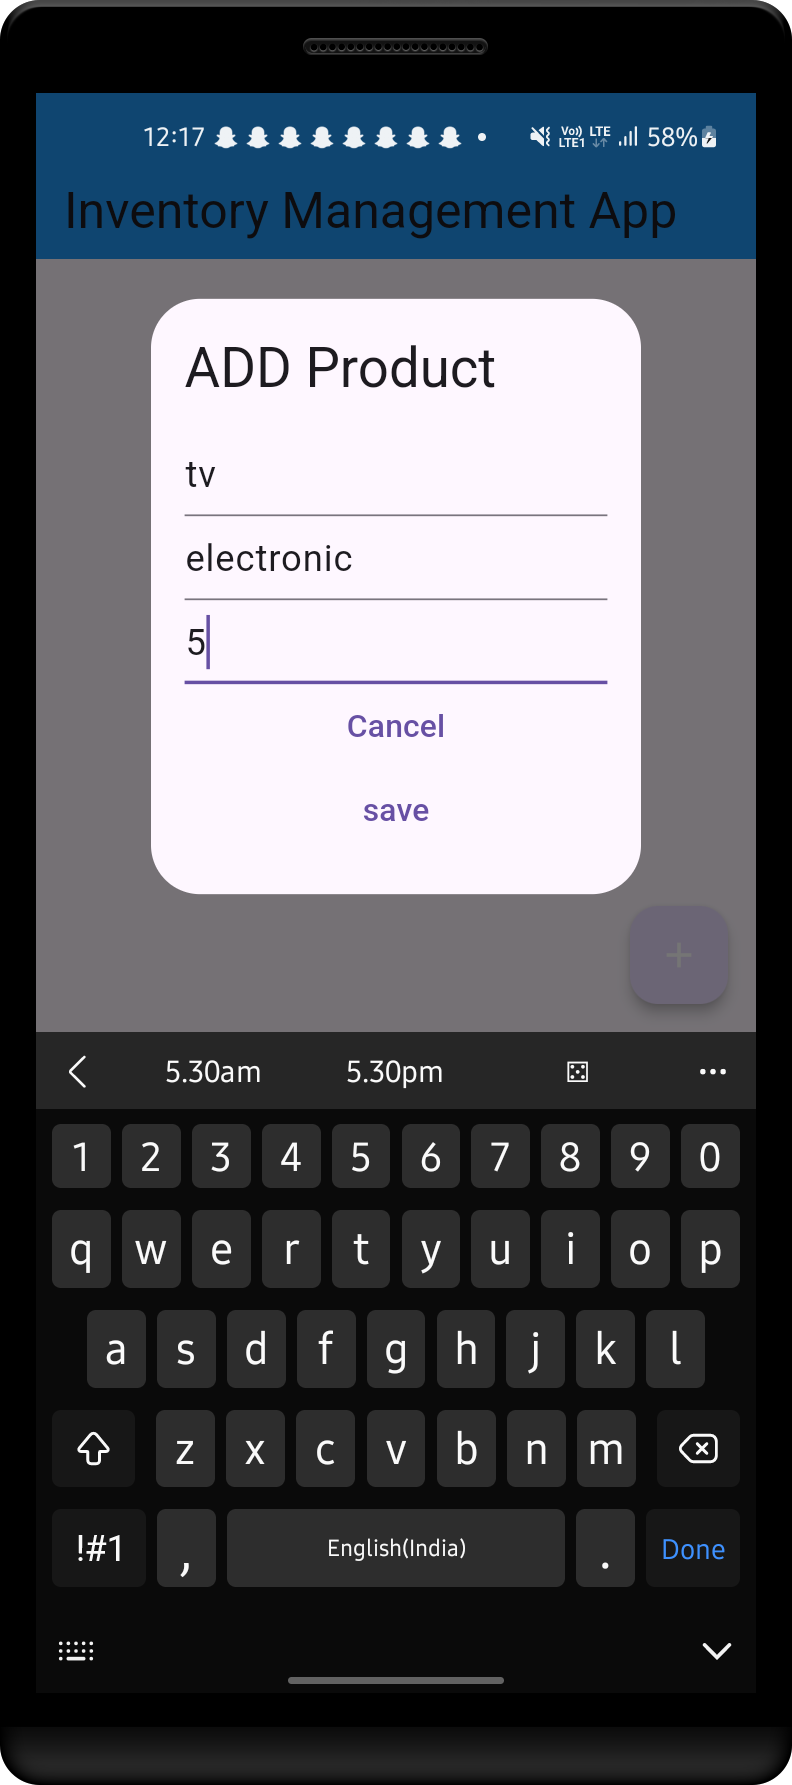 12:17 Vo)) LTE1 LTE 58%
Inventory Management App
ADD Product
tv
electronic
5
Cancel
save
+
5.30am 5.30pm
1 2 3 4 5 6 7 8 9 0
q w e r t y u i o p
a s d f g h j k l
z x c v b n m
!#1 , English(India) . Done